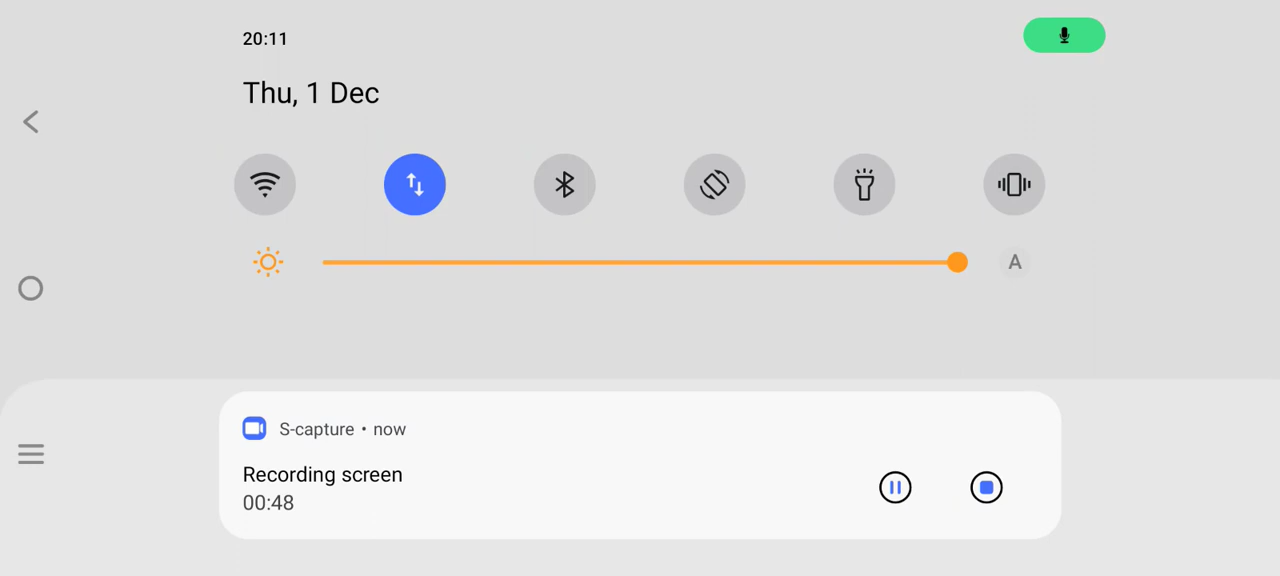 20:11
Thu, 1 Dec
A
S-capture • now
Recording screen
00:48